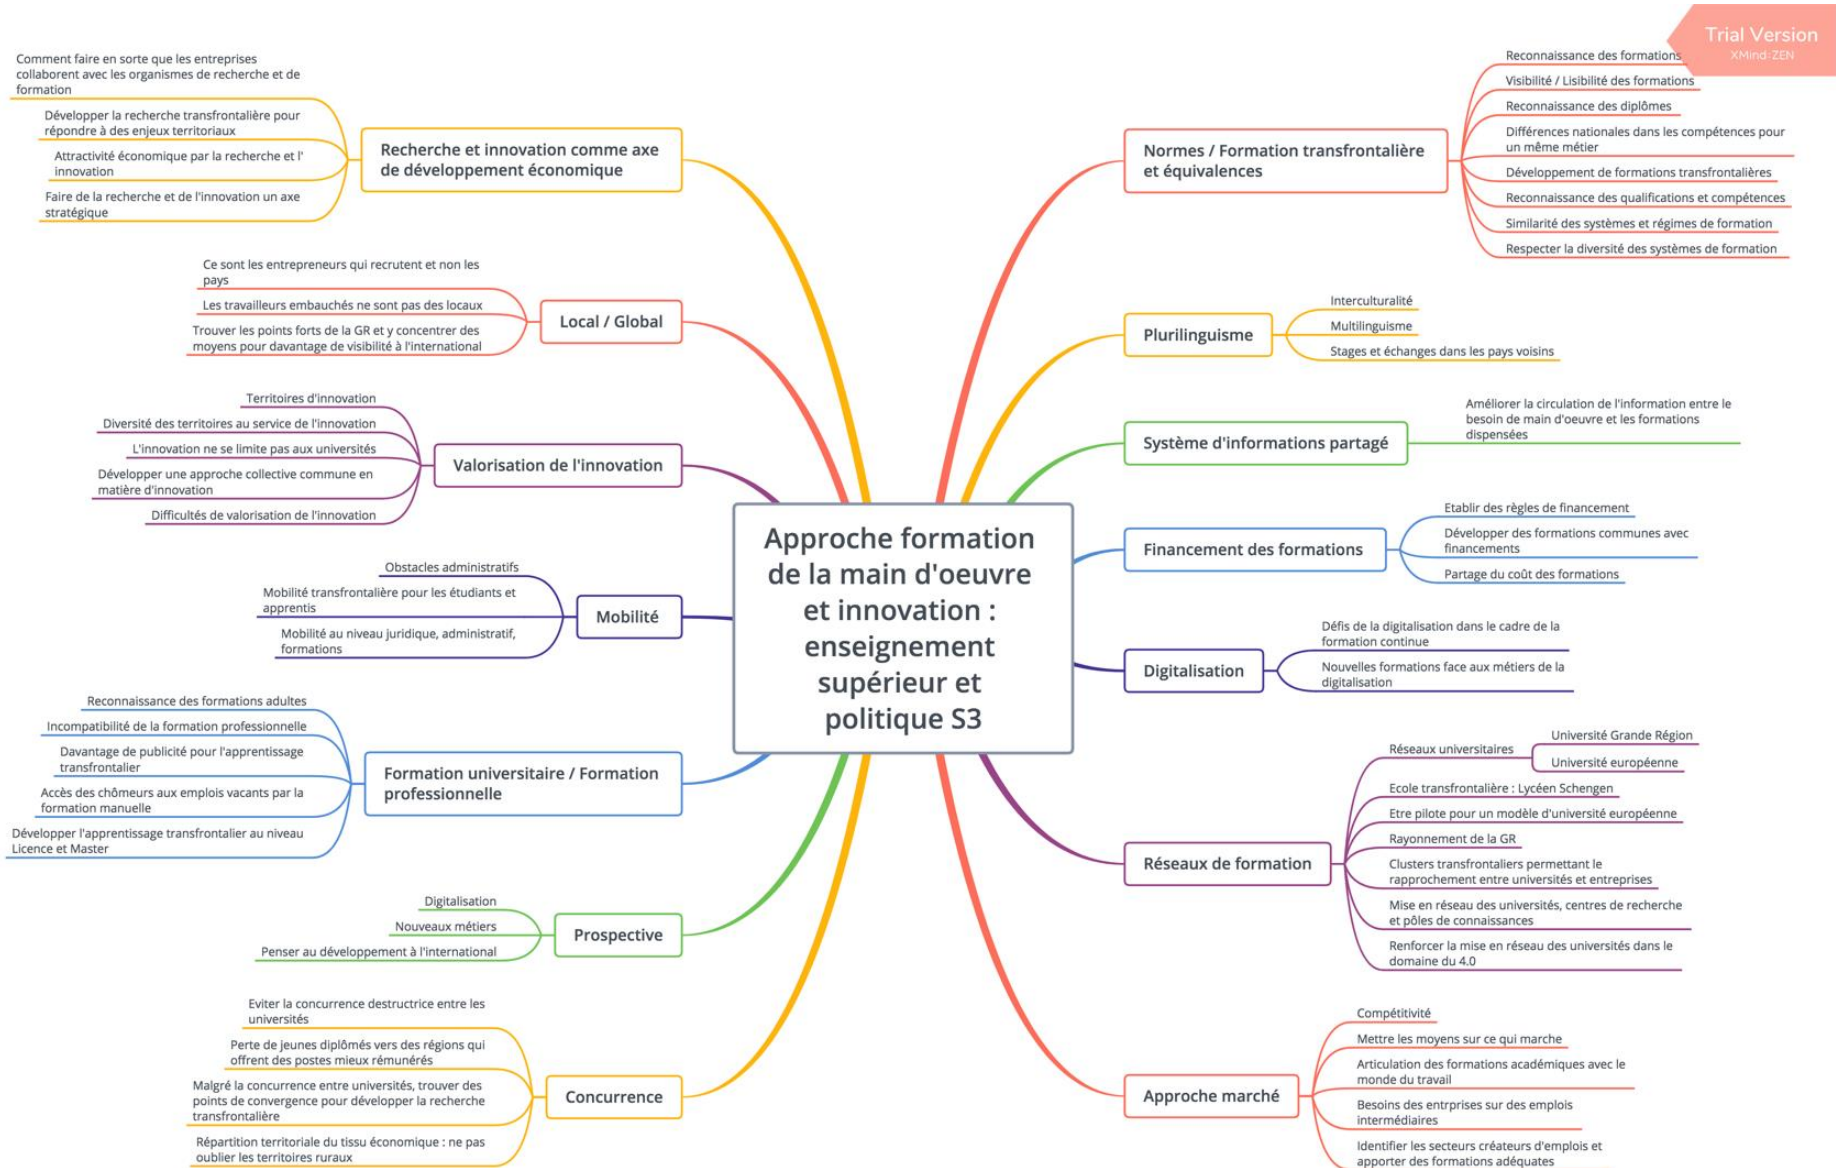 Trial Version
XMind:ZEN
Approche formation
de la main d'oeuvre
et innovation :
enseignement
supérieur et
politique S3
Recherche et innovation comme axe
de développement économique
Comment faire en sorte que les entreprises
collaborent avec les organismes de recherche et de
formation
Développer la recherche transfrontalière pour
répondre à des enjeux territoriaux
Attractivité économique par la recherche et l'
innovation
Faire de la recherche et de l'innovation un axe
stratégique
Local / Global
Ce sont les entrepreneurs qui recrutent et non les
pays
Les travailleurs embauchés ne sont pas des locaux
Trouver les points forts de la GR et y concentrer des
moyens pour davantage de visibilité à l'international
Valorisation de l'innovation
Territoires d'innovation
Diversité des territoires au service de l'innovation
L'innovation ne se limite pas aux universités
Développer une approche collective commune en
matière d'innovation
Difficultés de valorisation de l'innovation
Mobilité
Obstacles administratifs
Mobilité transfrontalière pour les étudiants et
apprentis
Mobilité au niveau juridique, administratif,
formations
Formation universitaire / Formation
professionnelle
Reconnaissance des formations adultes
Incompatibilité de la formation professionnelle
Davantage de publicité pour l'apprentissage
transfrontalier
Accès des chômeurs aux emplois vacants par la
formation manuelle
Développer l'apprentissage transfrontalier au niveau
Licence et Master
Prospective
Digitalisation
Nouveaux métiers
Penser au développement à l'international
Concurrence
Eviter la concurrence destructrice entre les
universités
Perte de jeunes diplômés vers des régions qui
offrent des postes mieux rémunérés
Malgré la concurrence entre universités, trouver des
points de convergence pour développer la recherche
transfrontalière
Répartition territoriale du tissu économique : ne pas
oublier les territoires ruraux
Normes / Formation transfrontalière
et équivalences
Reconnaissance des formations
Visibilité / Lisibilité des formations
Reconnaissance des diplômes
Différences nationales dans les compétences pour
un même métier
Développement de formations transfrontalières
Reconnaissance des qualifications et compétences
Similarité des systèmes et régimes de formation
Respecter la diversité des systèmes de formation
Plurilinguisme
Interculturalité
Multilinguisme
Stages et échanges dans les pays voisins
Système d'informations partagé
Améliorer la circulation de l'information entre le
besoin de main d'oeuvre et les formations
dispensées
Financement des formations
Etablir des règles de financement
Développer des formations communes avec
financements
Partage du coût des formations
Digitalisation
Défis de la digitalisation dans le cadre de la
formation continue
Nouvelles formations face aux métiers de la
digitalisation
Réseaux de formation
Réseaux universitaires
Université Grande Région
Université européenne
Ecole transfrontalière : Lycéen Schengen
Etre pilote pour un modèle d'université européenne
Rayonnement de la GR
Clusters transfrontaliers permettant le
rapprochement entre universités et entreprises
Mise en réseau des universités, centres de recherche
et pôles de connaissances
Renforcer la mise en réseau des universités dans le
domaine du 4.0
Approche marché
Compétitivité
Mettre les moyens sur ce qui marche
Articulation des formations académiques avec le
monde du travail
Besoins des entrprises sur des emplois
intermédiaires
Identifier les secteurs créateurs d'emplois et
apporter des formations adéquates